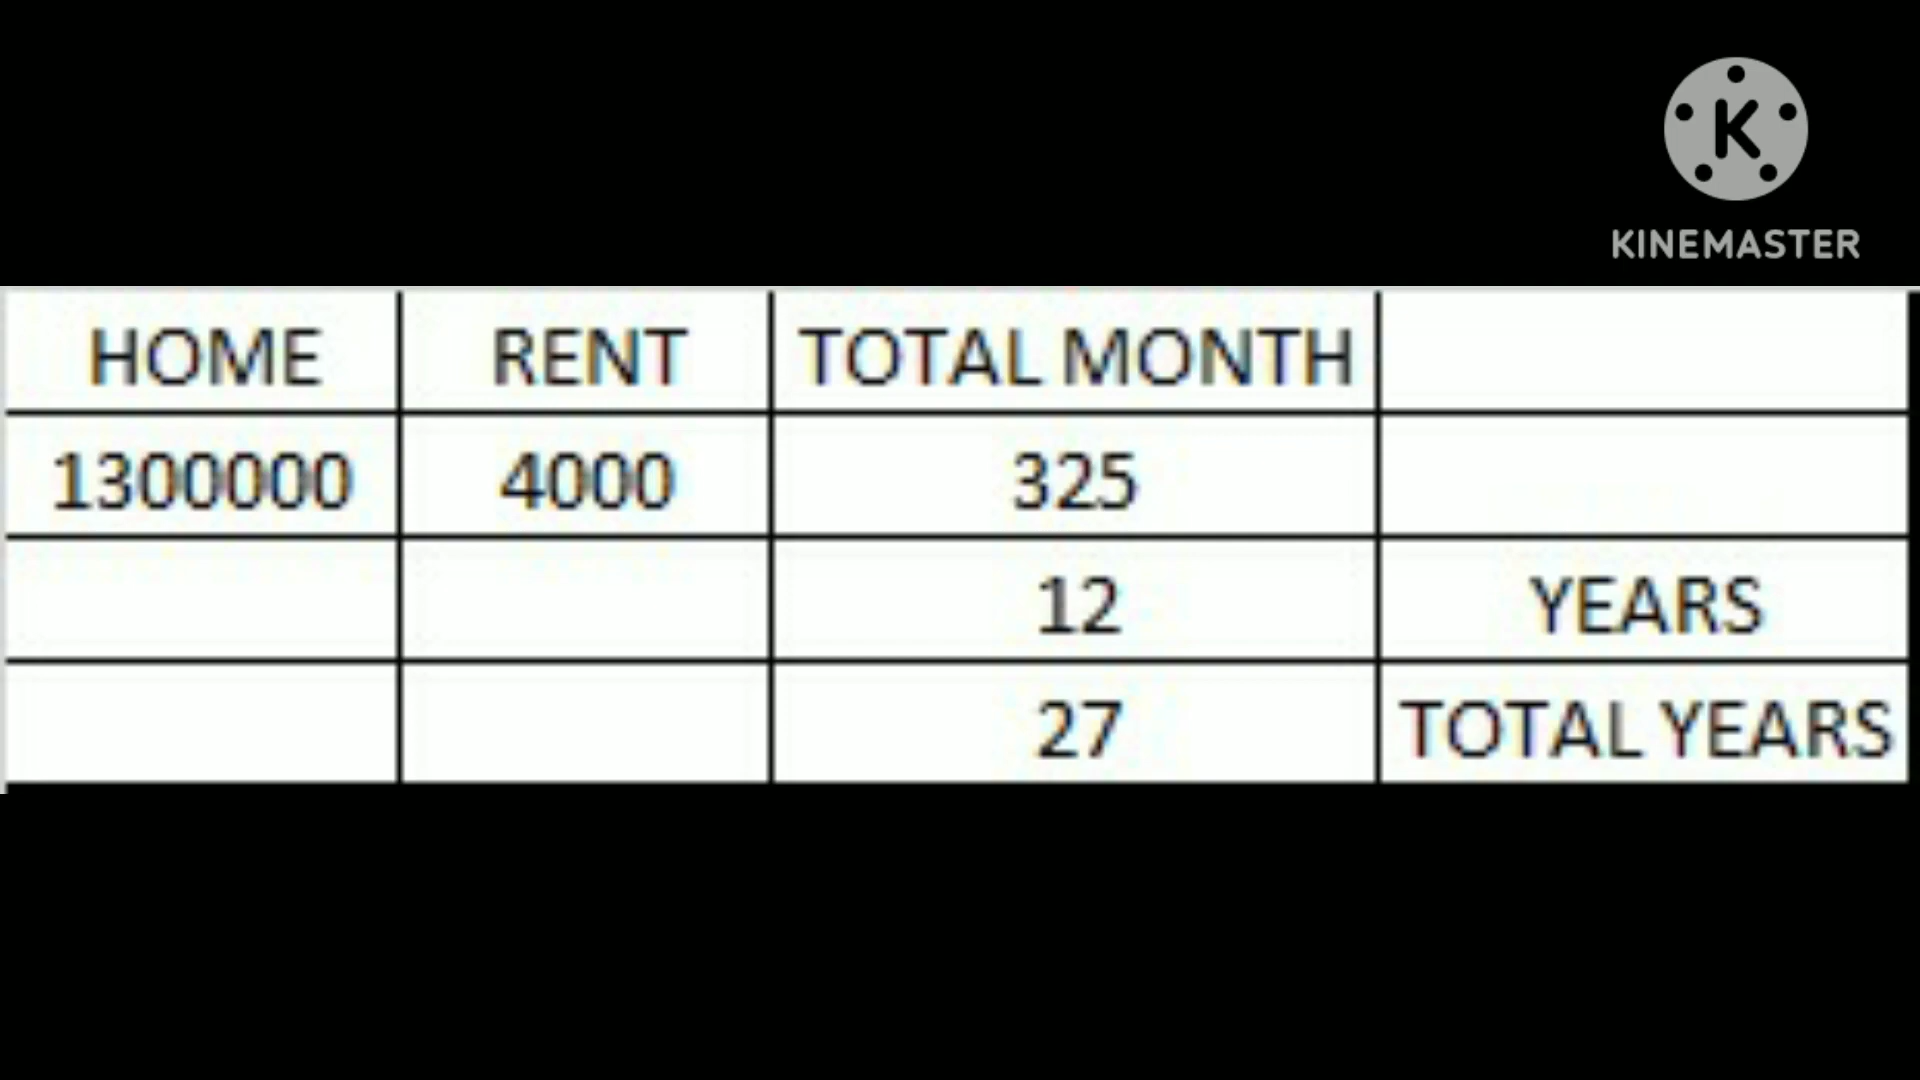 KINEMASTER
HOME RENT TOTAL MONTH
1300000 4000 325
12 YEARS
27 TOTAL YEARS